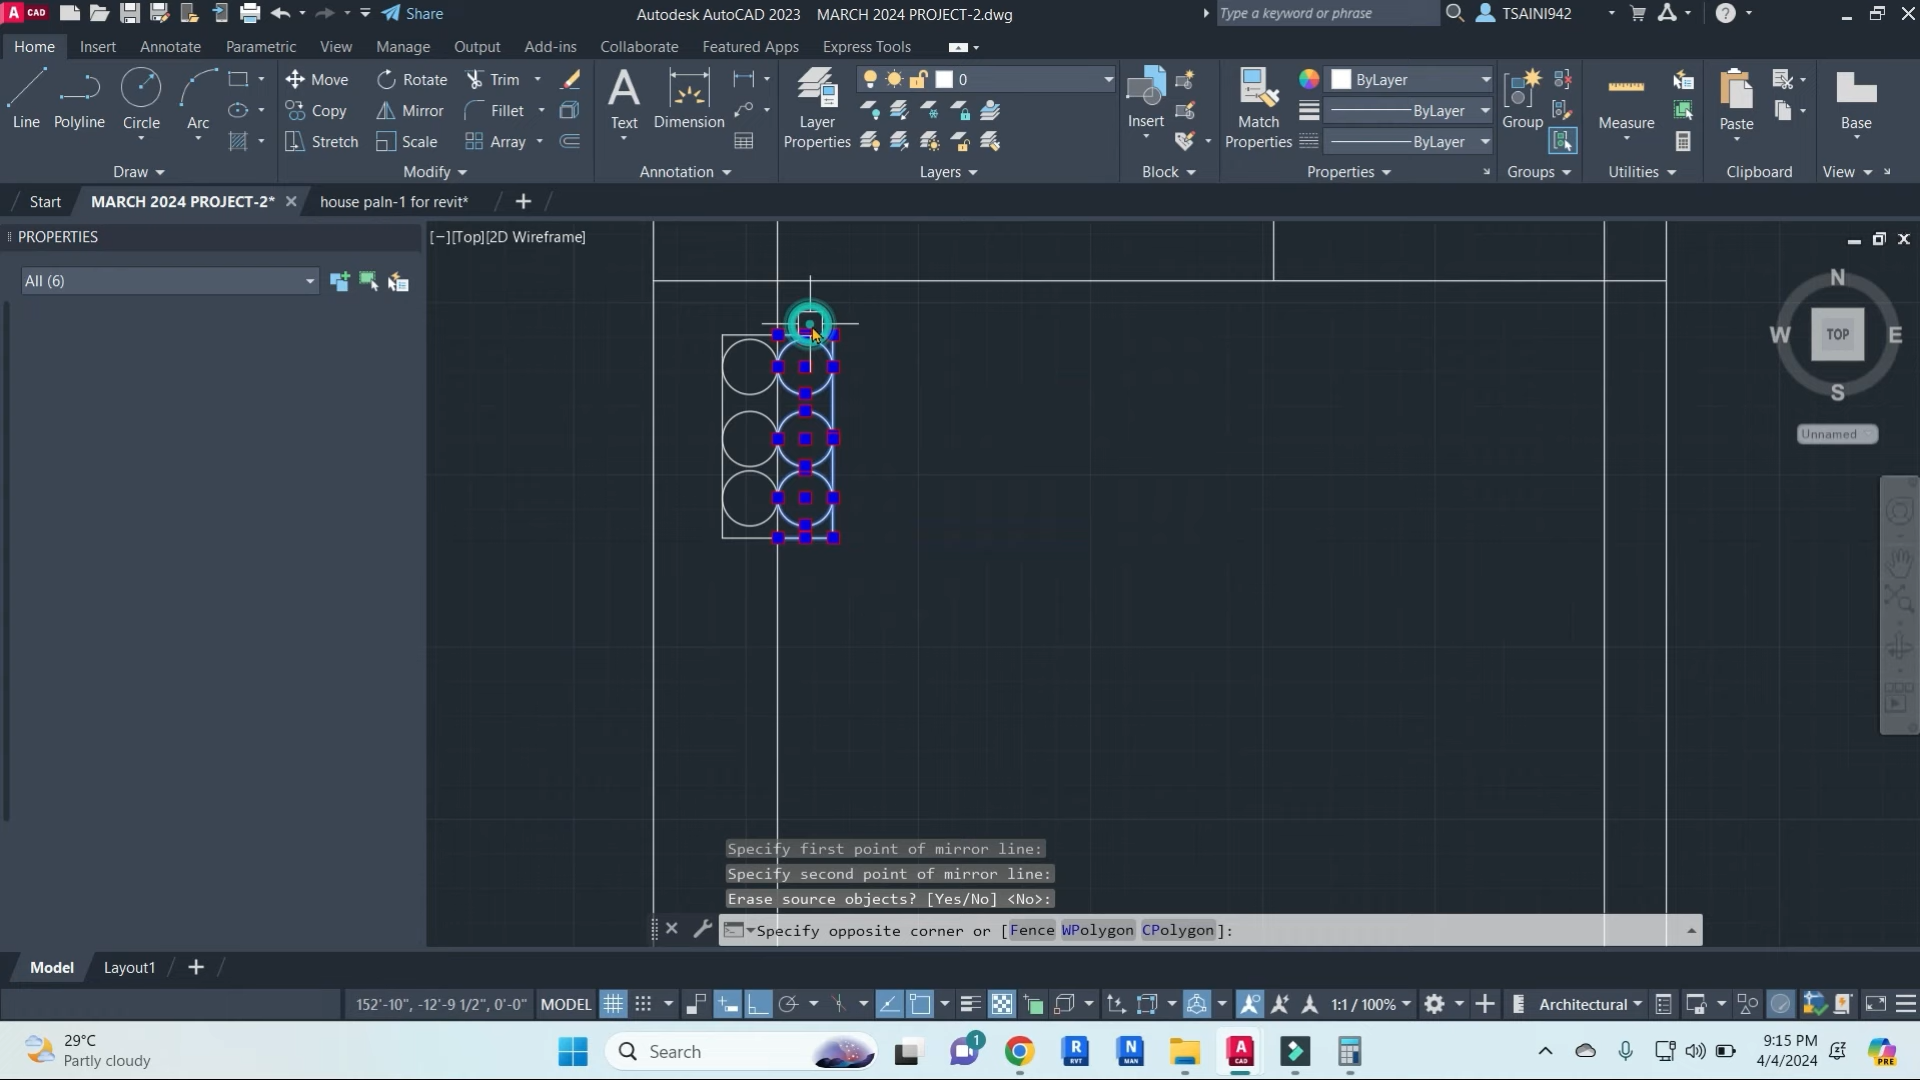 CAD Share Autodesk AutoCAD 2023 MARCH 2024 PROJECT-2.dwg Type a keyword or phrase TSAINI942
Home Insert Annotate Parametric View Manage Output Add-ins Collaborate Featured Apps Express Tools
Line Polyline Circle Arc
Move Rotate Trim
Copy Mirror Fillet
Stretch Scale Array
Text Dimension
Layer Properties
0
Insert
Match Properties
ByLayer
ByLayer
ByLayer
Group
Measure
Paste
Base
Draw Modify Annotation Layers Block Properties Groups Utilities Clipboard View
Start MARCH 2024 PROJECT-2* house paln-1 for revit*
PROPERTIES
All (6)
[−][Top][2D Wireframe]
N
W TOP E
S
Unnamed
Specify first point of mirror line:
Specify second point of mirror line:
Erase source objects? [Yes/No] <No>:
Specify opposite corner or [Fence WPolygon CPolygon]:
Model Layout1
152'-10", -12'-9 1/2", 0'-0" MODEL 1:1 / 100% Architectural
29°C
Partly cloudy
Search
1
RVT
MAN
CAD
9:15 PM
4/4/2024
PRE